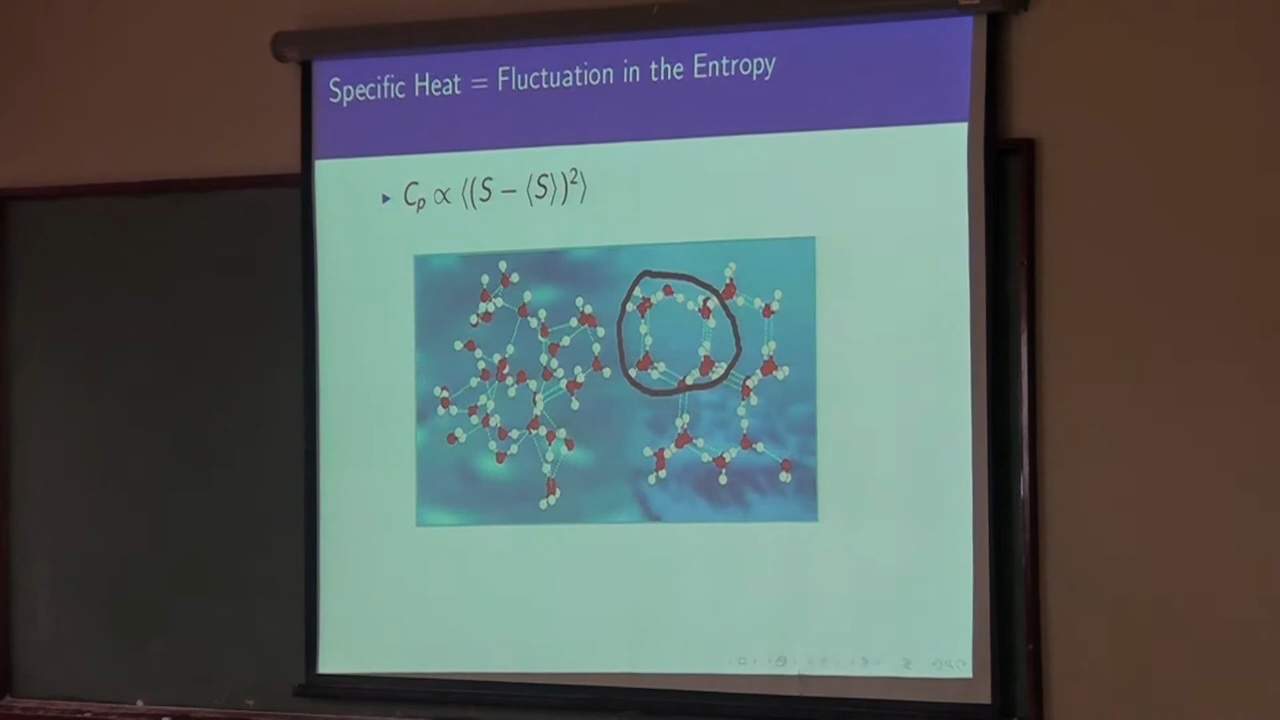 Specific Heat = Fluctuation in the Entropy
▸ C_p ∝ ⟨(S − ⟨S⟩)²⟩